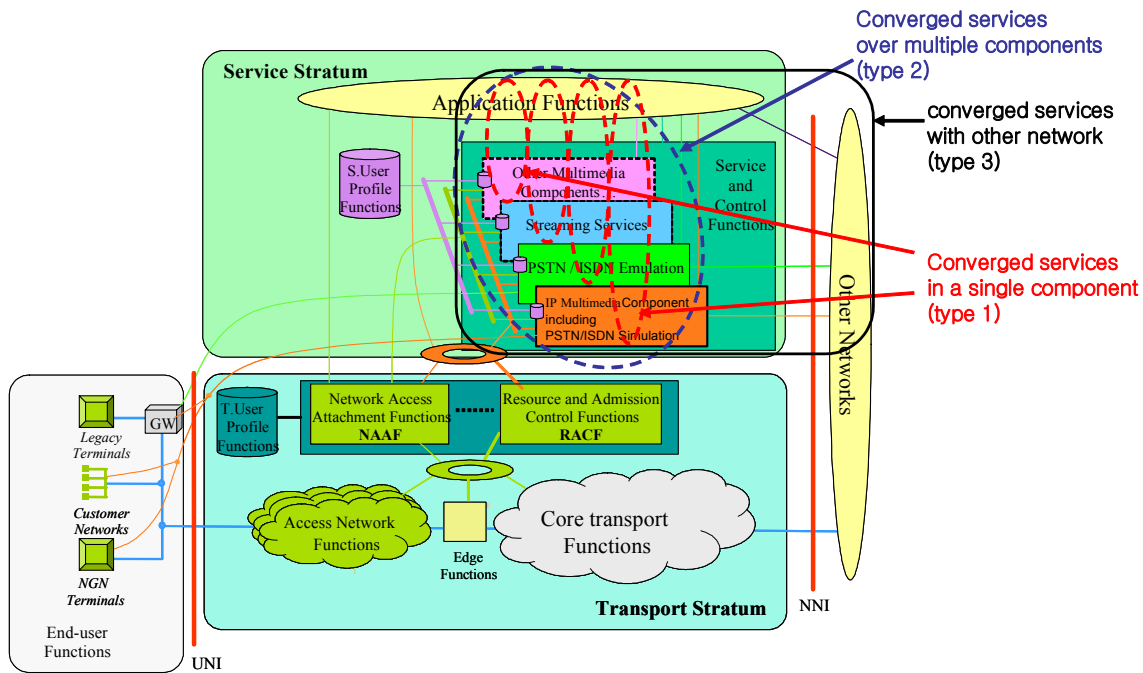 Converged services
over multiple components
(type 2)
Service Stratum
Application Functions
converged services
with other network
(type 3)
S.User
Profile
Functions
Other Multimedia
Components
Service
and
Control
Functions
Streaming Services
PSTN / ISDN Emulation
Converged services
in a single component
(type 1)
IP Multimedia Component
including
PSTN/ISDN Simulation
Other Networks
T.User
Profile
Functions
Network Access
Attachment Functions
NAAF
Resource and Admission
Control Functions
RACF
GW
Legacy
Terminals
Customer
Networks
NGN
Terminals
Access Network
Functions
Edge
Functions
Core transport
Functions
Transport Stratum
NNI
End-user
Functions
UNI